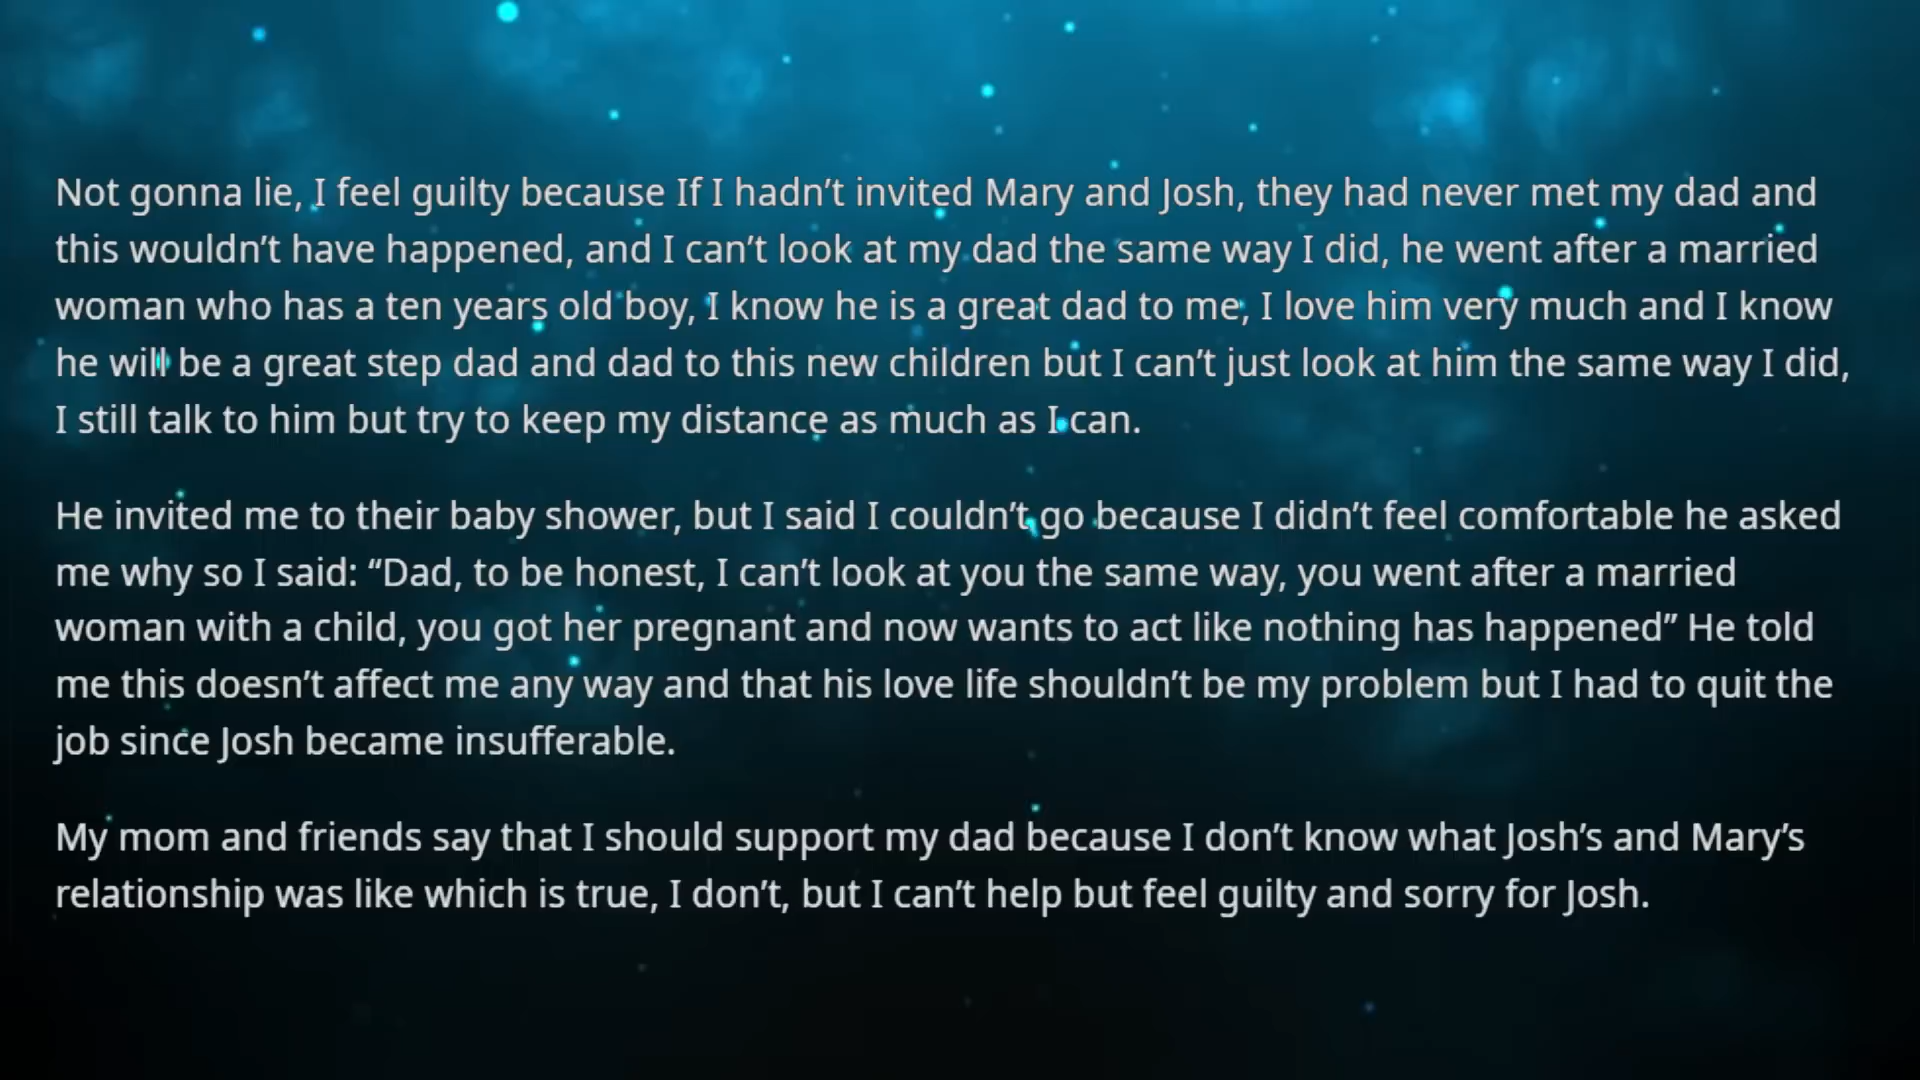 Not gonna lie, I feel guilty because If I hadn’t invited Mary and Josh, they had never met my dad and
this wouldn’t have happened, and I can’t look at my dad the same way I did, he went after a married
woman who has a ten years old boy, I know he is a great dad to me, I love him very much and I know
he will be a great step dad and dad to this new children but I can’t just look at him the same way I did,
I still talk to him but try to keep my distance as much as I can.
He invited me to their baby shower, but I said I couldn’t go because I didn’t feel comfortable he asked
me why so I said: “Dad, to be honest, I can’t look at you the same way, you went after a married
woman with a child, you got her pregnant and now wants to act like nothing has happened” He told
me this doesn’t affect me any way and that his love life shouldn’t be my problem but I had to quit the
job since Josh became insufferable.
My mom and friends say that I should support my dad because I don’t know what Josh’s and Mary’s
relationship was like which is true, I don’t, but I can’t help but feel guilty and sorry for Josh.